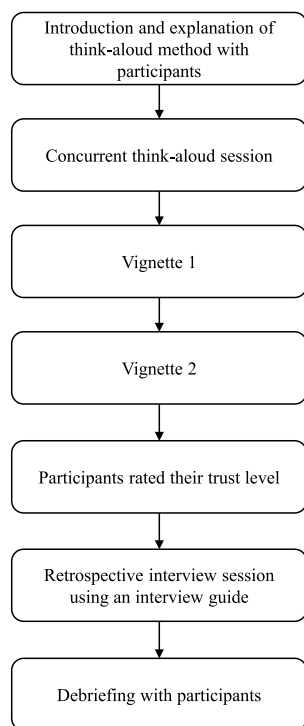 Introduction and explanation of
think-aloud method with
participants
Concurrent think-aloud session
Vignette 1
Vignette 2
Participants rated their trust level
Retrospective interview session
using an interview guide
Debriefing with participants